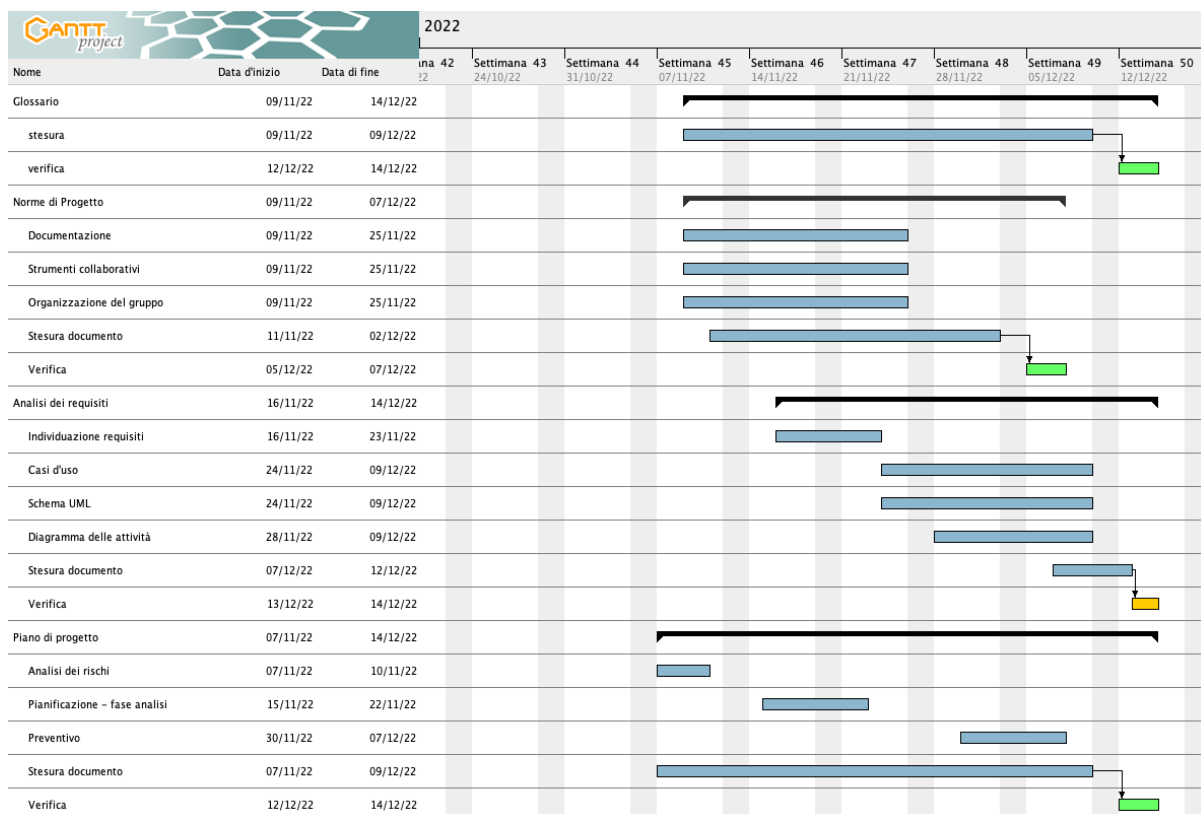 GANTT project
2022
Nome Data d'inizio Data di fine
ana 42 Settimana 43 Settimana 44 Settimana 45 Settimana 46 Settimana 47 Settimana 48 Settimana 49 Settimana 50
22 24/10/22 31/10/22 07/11/22 14/11/22 21/11/22 28/11/22 05/12/22 12/12/22
Glossario 09/11/22 14/12/22
stesura 09/11/22 09/12/22
verifica 12/12/22 14/12/22
Norme di Progetto 09/11/22 07/12/22
Documentazione 09/11/22 25/11/22
Strumenti collaborativi 09/11/22 25/11/22
Organizzazione del gruppo 09/11/22 25/11/22
Stesura documento 11/11/22 02/12/22
Verifica 05/12/22 07/12/22
Analisi dei requisiti 16/11/22 14/12/22
Individuazione requisiti 16/11/22 23/11/22
Casi d'uso 24/11/22 09/12/22
Schema UML 24/11/22 09/12/22
Diagramma delle attività 28/11/22 09/12/22
Stesura documento 07/12/22 12/12/22
Verifica 13/12/22 14/12/22
Piano di progetto 07/11/22 14/12/22
Analisi dei rischi 07/11/22 10/11/22
Pianificazione - fase analisi 15/11/22 22/11/22
Preventivo 30/11/22 07/12/22
Stesura documento 07/11/22 09/12/22
Verifica 12/12/22 14/12/22